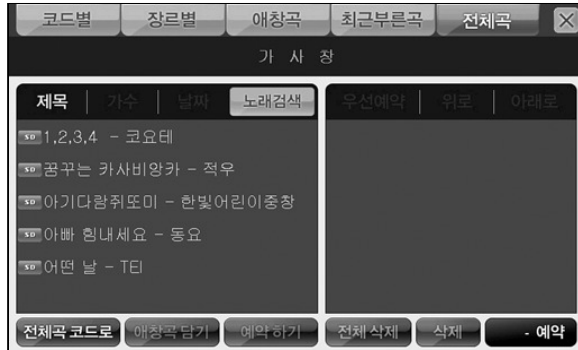 코드별 장르별 애창곡 최근부른곡 전체곡
가 사 창
제목 가수 날짜 노래검색 우선예약 위로 아래로
SD 1,2,3,4 - 코요테
SD 꿈꾸는 카사비앙카 - 적우
SD 아기다람쥐또미 - 한빛어린이중창
SD 아빠 힘내세요 - 동요
SD 어떤 날 - TEI
전체곡 코드로 애창곡 담기 예약 하기 전체 삭제 삭제 - 예약